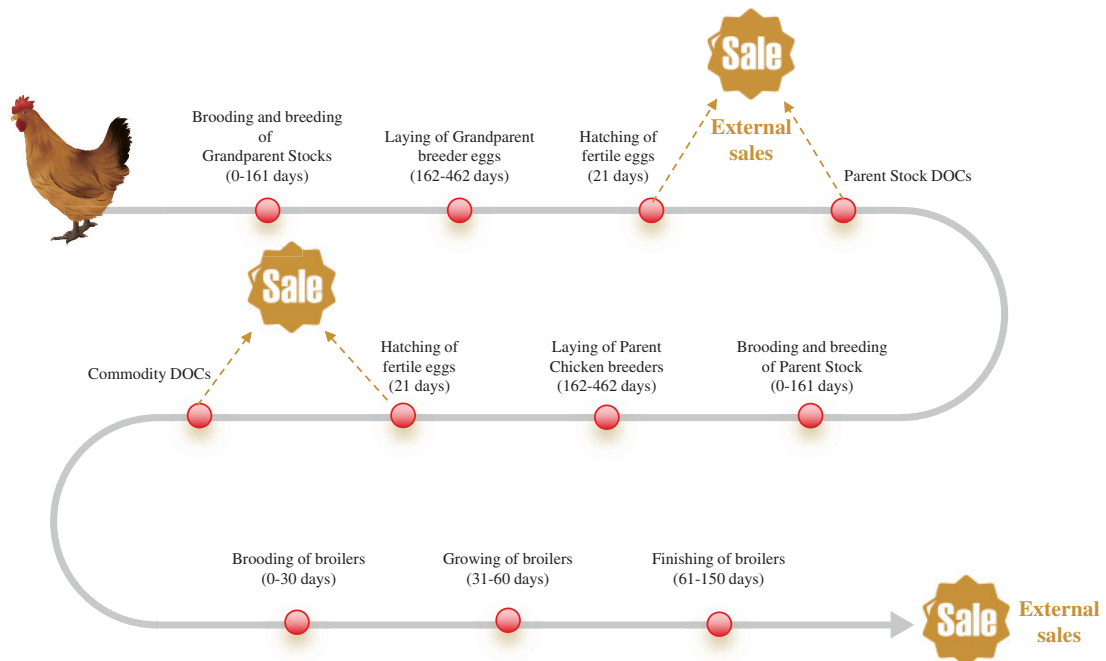 Sale
External
sales
Brooding and breeding
of
Grandparent Stocks
(0-161 days)
Laying of Grandparent
breeder eggs
(162-462 days)
Hatching of
fertile eggs
(21 days)
Parent Stock DOCs
Sale
Commodity DOCs
Hatching of
fertile eggs
(21 days)
Laying of Parent
Chicken breeders
(162-462 days)
Brooding and breeding
of Parent Stock
(0-161 days)
Brooding of broilers
(0-30 days)
Growing of broilers
(31-60 days)
Finishing of broilers
(61-150 days)
Sale
External
sales